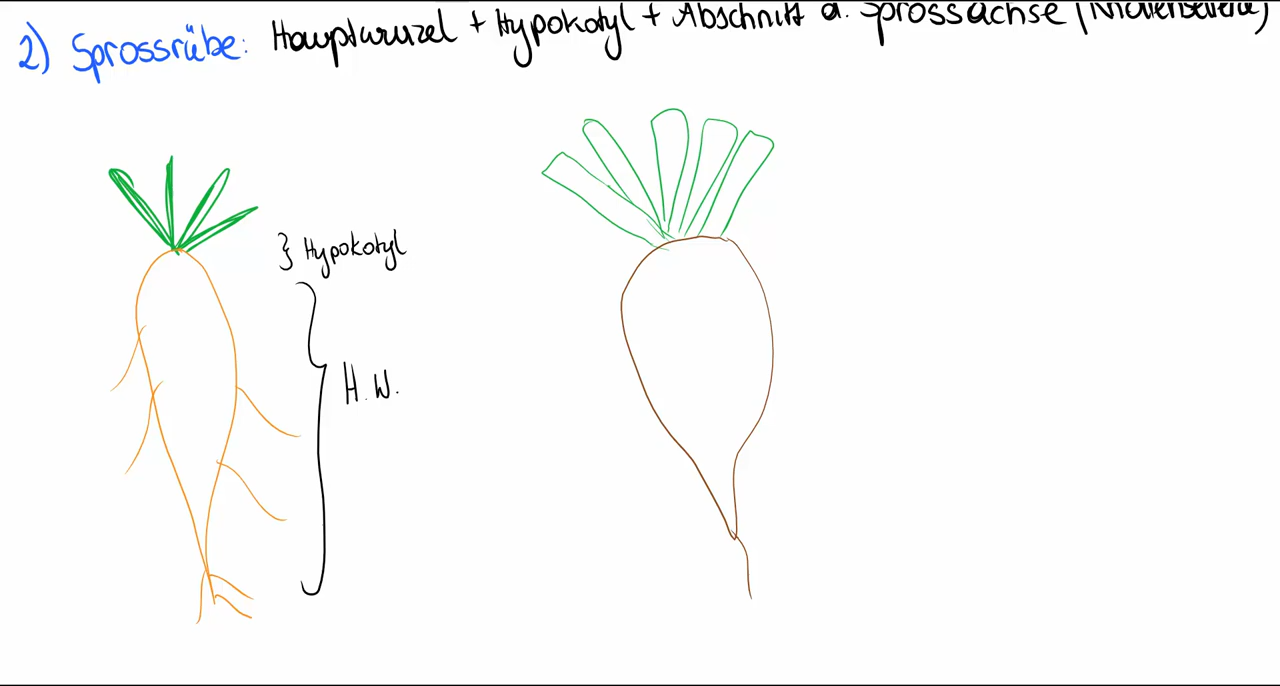 2) Sprossrübe: Hauptwurzel + Hypokotyl + Abschnitt d. Sprossachse
} Hypokotyl
H.W.